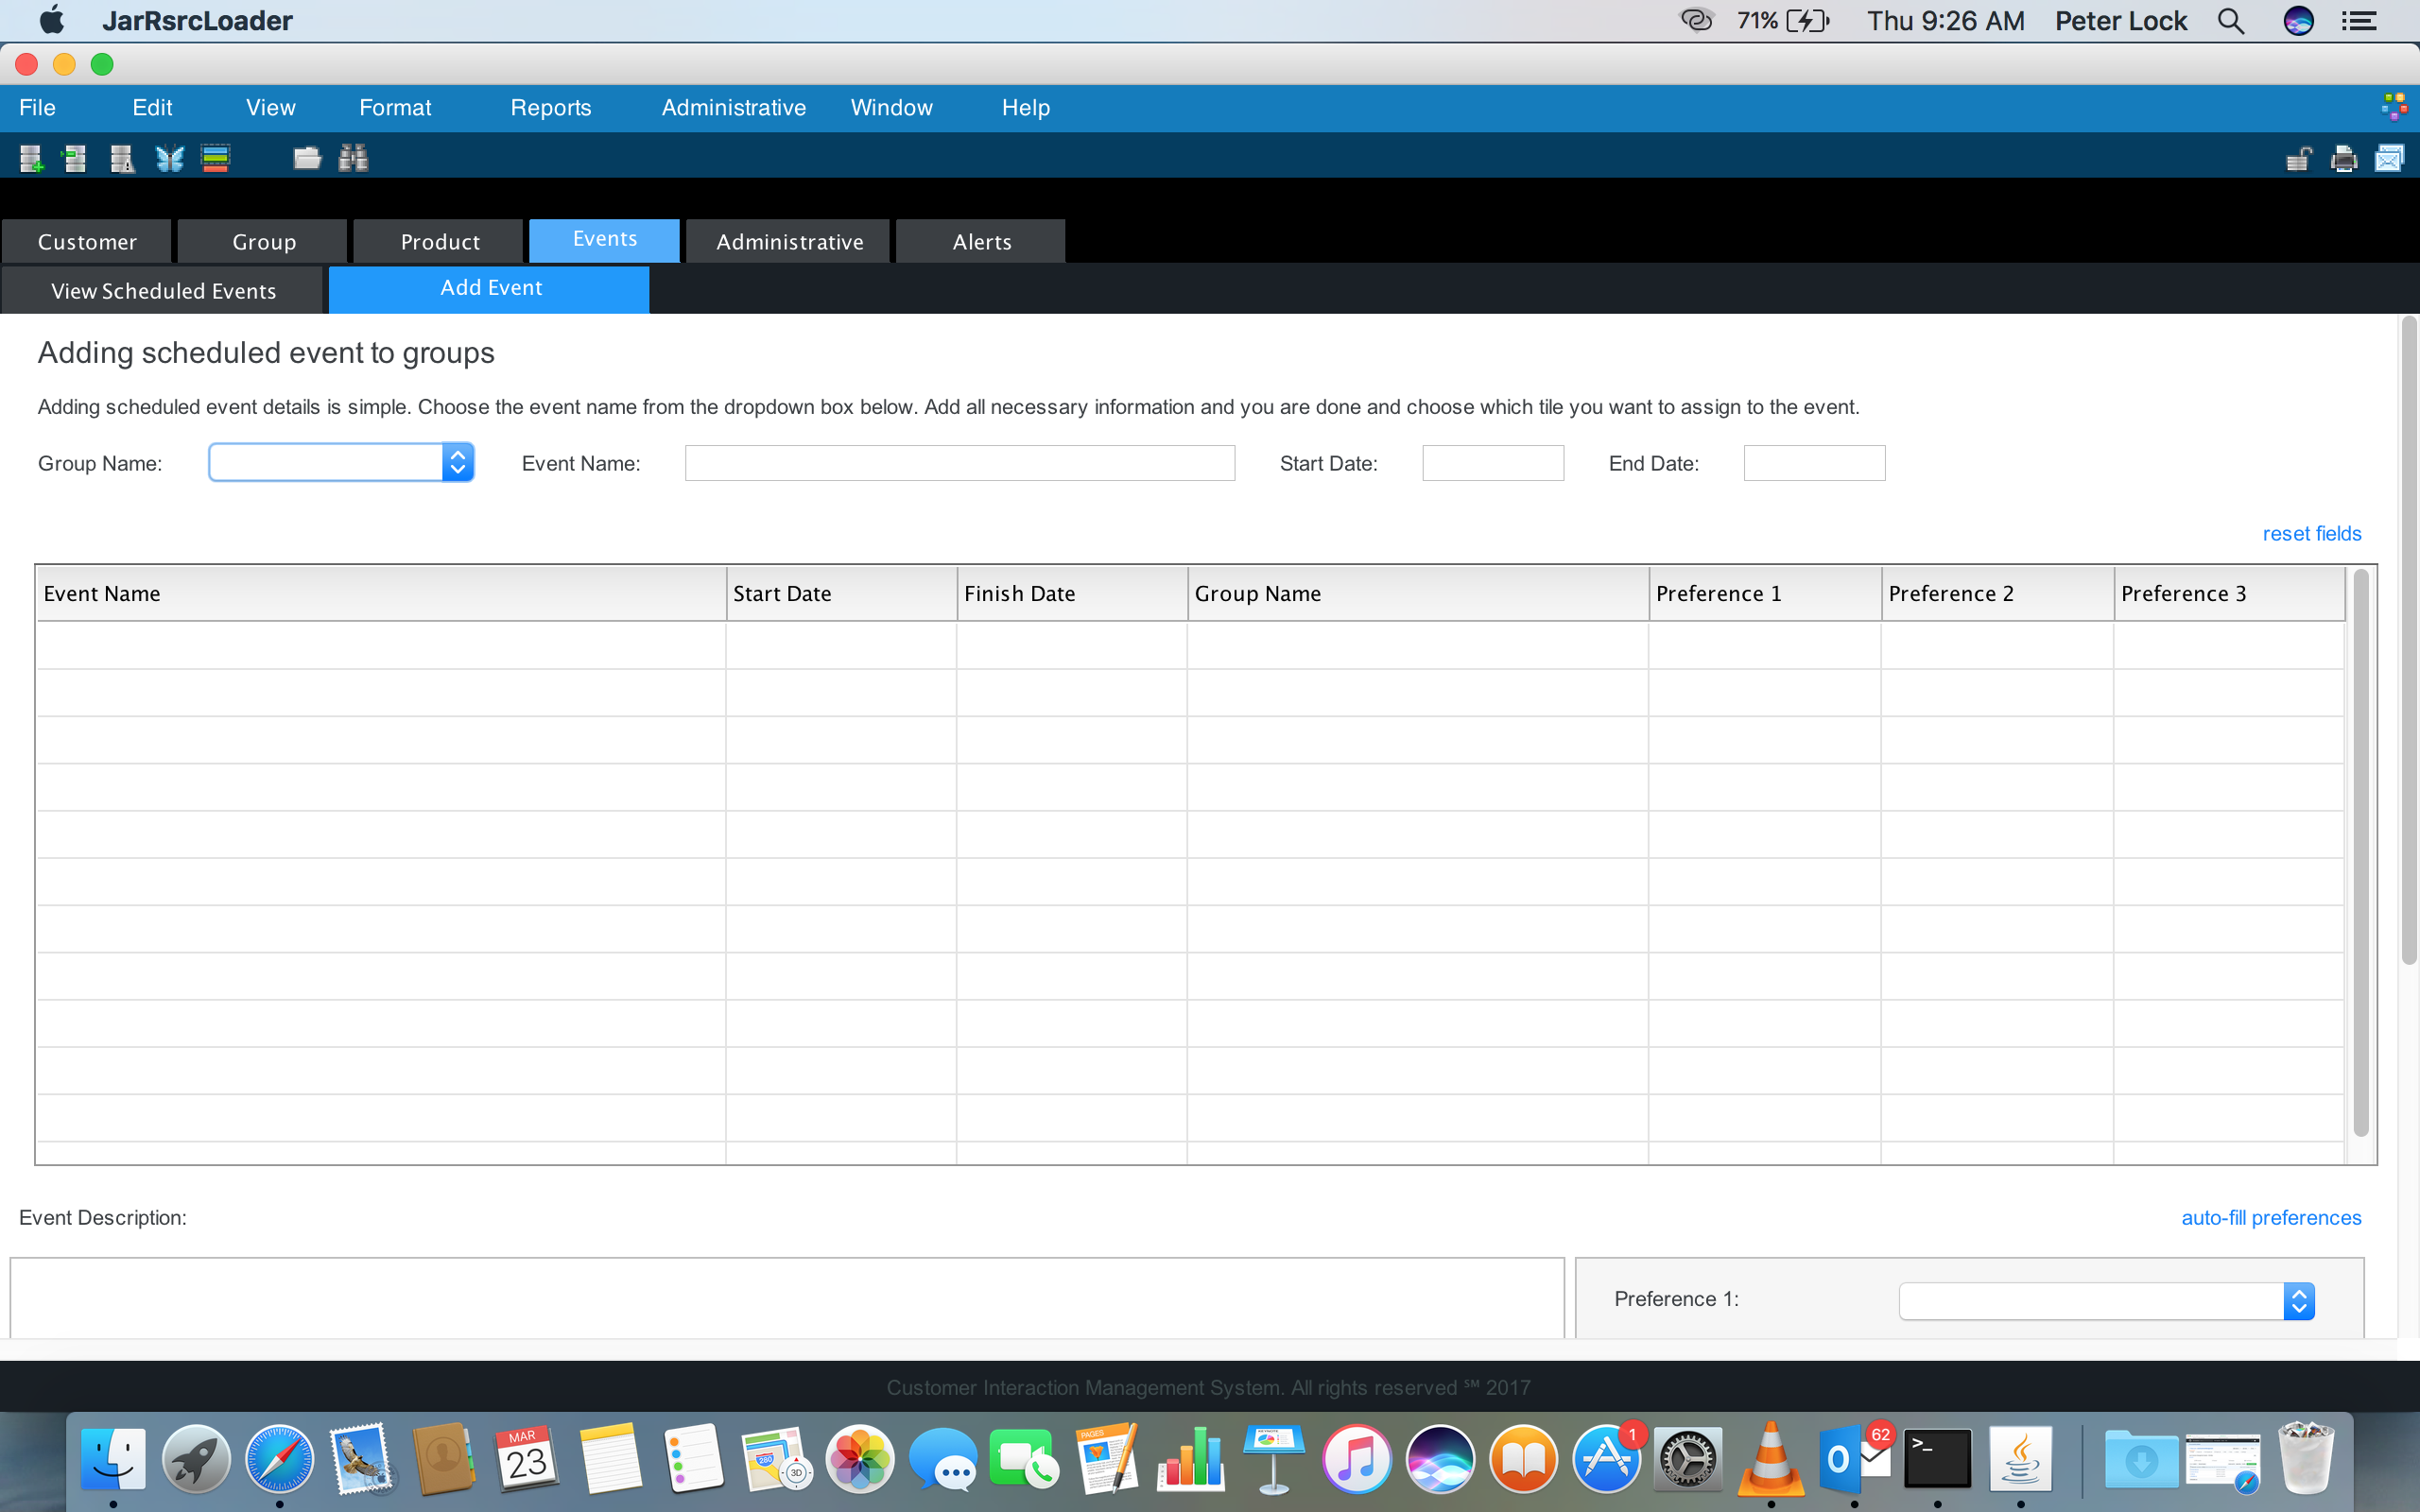 JarRsrcLoader 71% Thu 9:26 AM Peter Lock
File Edit View Format Reports Administrative Window Help
Customer Group Product Events Administrative Alerts
View Scheduled Events Add Event
Adding scheduled event to groups
Adding scheduled event details is simple. Choose the event name from the dropdown box below. Add all necessary information and you are done and choose which tile you want to assign to the event.
Group Name: Event Name: Start Date: End Date:
reset fields
Event Name Start Date Finish Date Group Name Preference 1 Preference 2 Preference 3
Event Description: auto-fill preferences
Preference 1:
Customer Interaction Management System. All rights reserved ℠ 2017
MAR 23 280 3D PAGES 1 >_ O 62